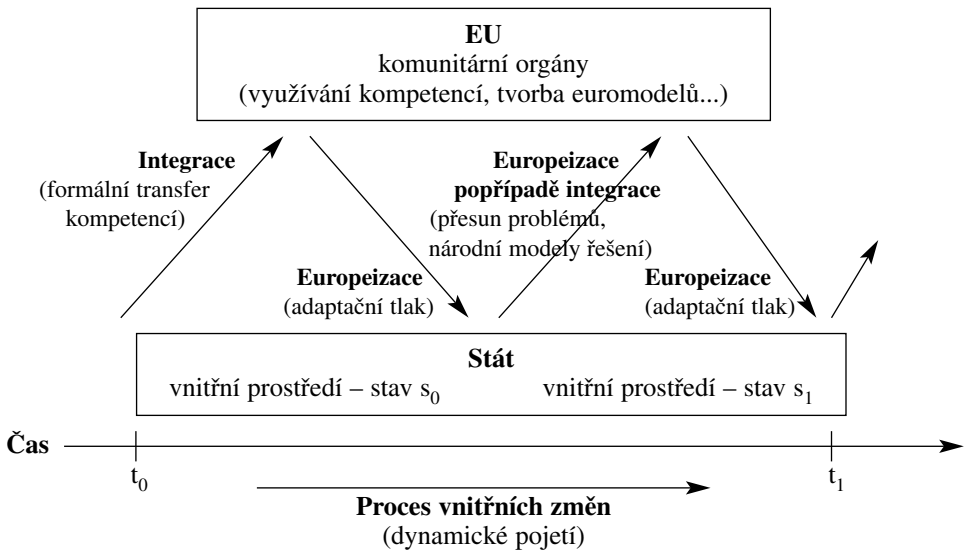 EU
komunitární orgány
(využívání kompetencí, tvorba euromodelů...)
Integrace
(formální transfer
kompetencí)
Europeizace
popřípadě integrace
(přesun problémů,
národní modely řešení)
Europeizace
(adaptační tlak)
Europeizace
(adaptační tlak)
Stát
vnitřní prostředí – stav s₀
vnitřní prostředí – stav s₁
Čas
t₀
t₁
Proces vnitřních změn
(dynamické pojetí)